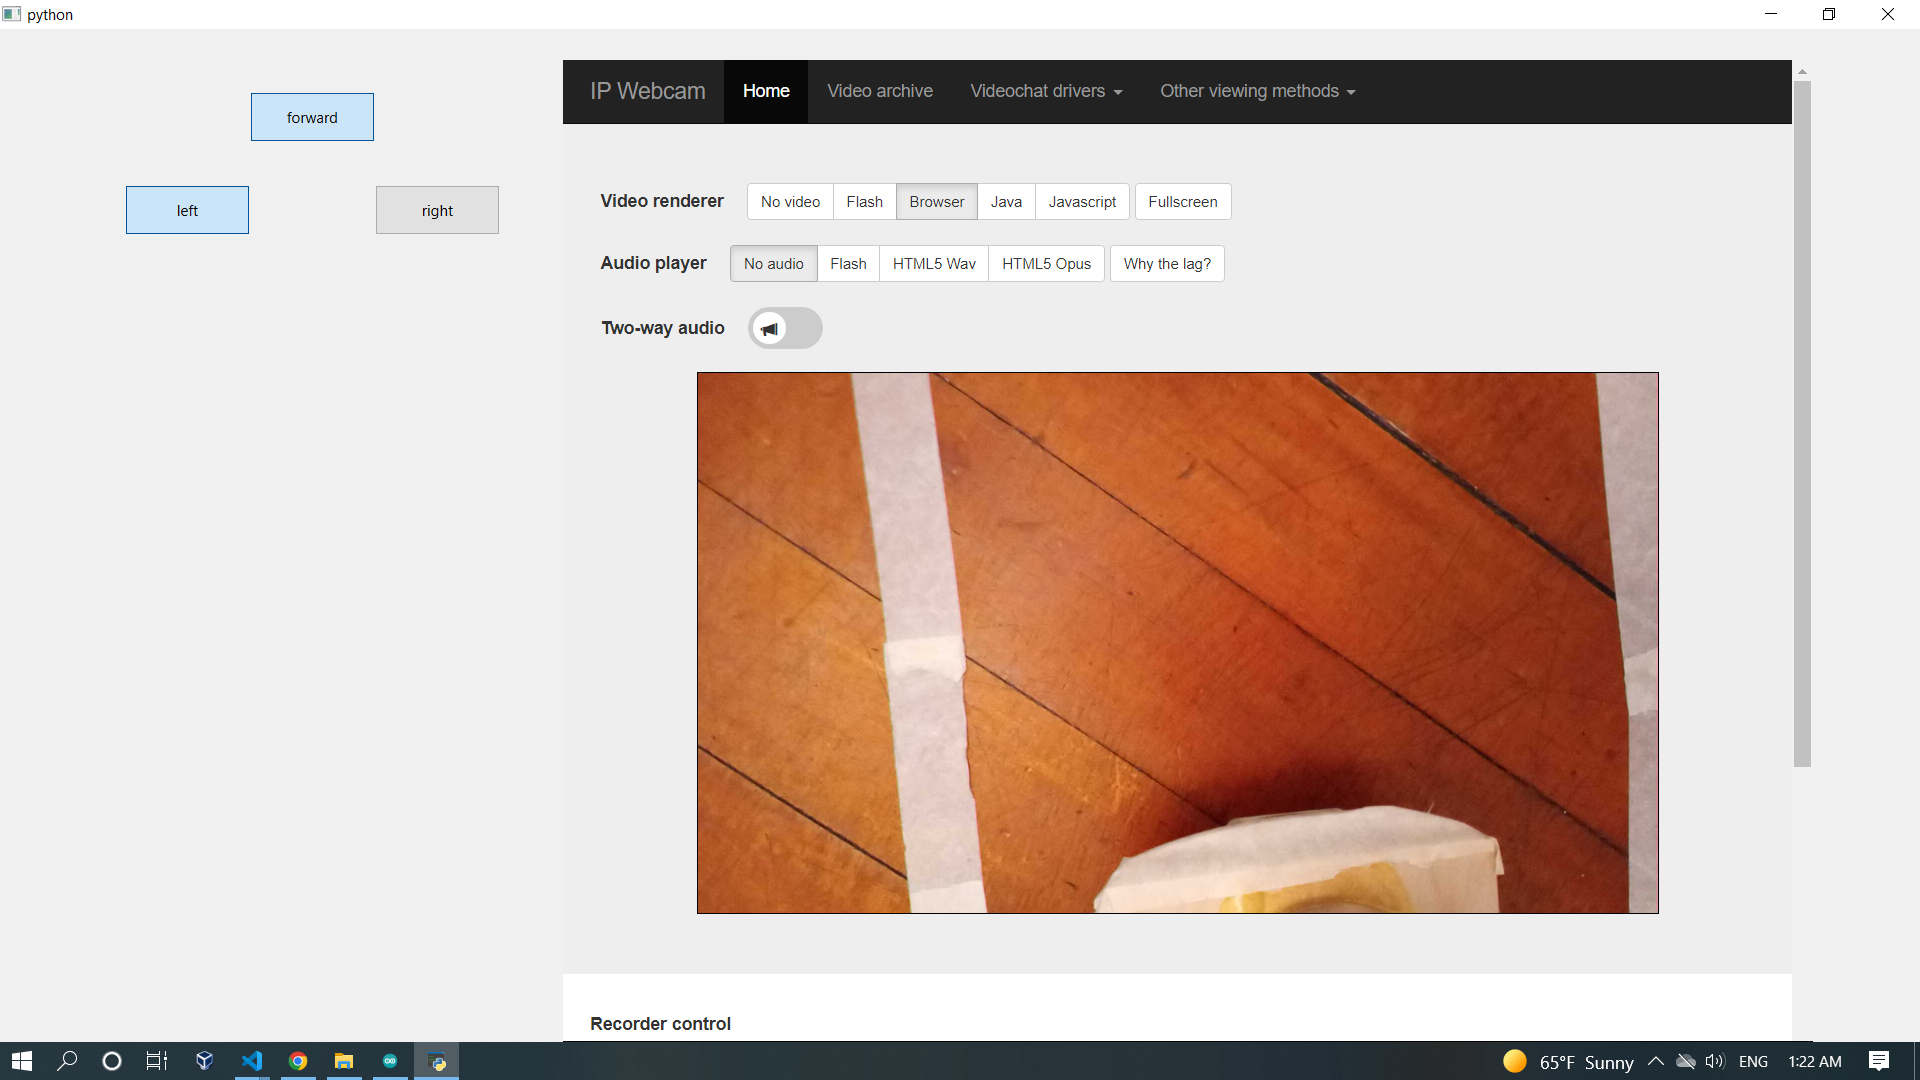 python
forward
left right
IP Webcam Home Video archive Videochat drivers Other viewing methods
Video renderer No video Flash Browser Java Javascript Fullscreen
Audio player No audio Flash HTML5 Wav HTML5 Opus Why the lag?
Two-way audio
Recorder control
65°F Sunny ENG 1:22 AM